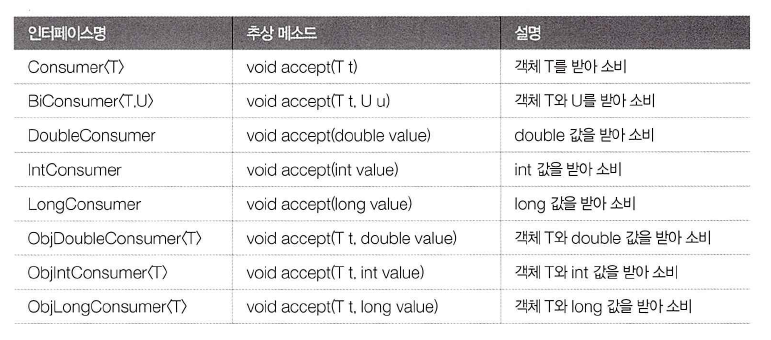 인터페이스명 추상 메소드 설명
Consumer〈T〉 void accept(T t) 객체 T를 받아 소비
BiConsumer〈T,U〉 void accept(T t, U u) 객체 T와 U를 받아 소비
DoubleConsumer void accept(double value) double 값을 받아 소비
IntConsumer void accept(int value) int 값을 받아 소비
LongConsumer void accept(long value) long 값을 받아 소비
ObjDoubleConsumer〈T〉 void accept(T t, double value) 객체 T와 double 값을 받아 소비
ObjIntConsumer〈T〉 void accept(T t, int value) 객체 T와 int 값을 받아 소비
ObjLongConsumer〈T〉 void accept(T t, long value) 객체 T와 long 값을 받아 소비